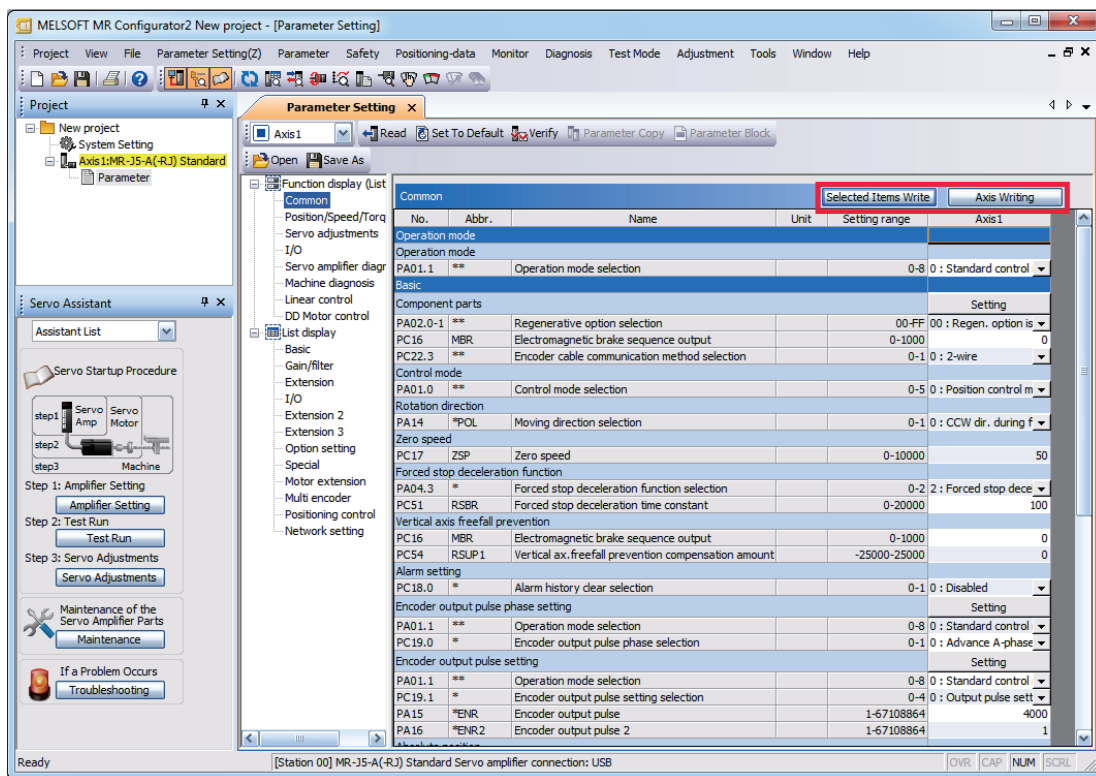 MELSOFT MR Configurator2 New project - [Parameter Setting]
Project View File Parameter Setting(Z) Parameter Safety Positioning-data Monitor Diagnosis Test Mode Adjustment Tools Window Help
Project
New project
System Setting
Axis1:MR-J5-A(-RJ) Standard
Parameter
Servo Assistant
Assistant List
Servo Startup Procedure
step1 Servo Amp Servo Motor
step2
step3 Machine
Step 1: Amplifier Setting
Amplifier Setting
Step 2: Test Run
Test Run
Step 3: Servo Adjustments
Servo Adjustments
Maintenance of the
Servo Amplifier Parts
Maintenance
If a Problem Occurs
Troubleshooting
Parameter Setting
Axis1 Read Set To Default Verify Parameter Copy Parameter Block
Open Save As
Function display (List
Common
Position/Speed/Torq
Servo adjustments
I/O
Servo amplifier diagr
Machine diagnosis
Linear control
DD Motor control
List display
Basic
Gain/filter
Extension
I/O
Extension 2
Extension 3
Option setting
Special
Motor extension
Multi encoder
Positioning control
Network setting
Common Selected Items Write Axis Writing
No. Abbr. Name Unit Setting range Axis1
Operation mode
Operation mode
PA01.1 ** Operation mode selection 0-8 0 : Standard control
Basic
Component parts Setting
PA02.0-1 ** Regenerative option selection 00-FF 00 : Regen. option is
PC16 MBR Electromagnetic brake sequence output 0-1000 0
PC22.3 ** Encoder cable communication method selection 0-1 0 : 2-wire
Control mode
PA01.0 ** Control mode selection 0-5 0 : Position control m
Rotation direction
PA14 *POL Moving direction selection 0-1 0 : CCW dir. during f
Zero speed
PC17 ZSP Zero speed 0-10000 50
Forced stop deceleration function
PA04.3 * Forced stop deceleration function selection 0-2 2 : Forced stop dece
PC51 RSBR Forced stop deceleration time constant 0-20000 100
Vertical axis freefall prevention
PC16 MBR Electromagnetic brake sequence output 0-1000 0
PC54 RSUP1 Vertical ax.freefall prevention compensation amount -25000-25000 0
Alarm setting
PC18.0 * Alarm history clear selection 0-1 0 : Disabled
Encoder output pulse phase setting Setting
PA01.1 ** Operation mode selection 0-8 0 : Standard control
PC19.0 * Encoder output pulse phase selection 0-1 0 : Advance A-phase
Encoder output pulse setting Setting
PA01.1 ** Operation mode selection 0-8 0 : Standard control
PC19.1 * Encoder output pulse setting selection 0-4 0 : Output pulse sett
PA15 *ENR Encoder output pulse 1-67108864 4000
PA16 *ENR2 Encoder output pulse 2 1-67108864 1
Ready [Station 00] MR-J5-A(-RJ) Standard Servo amplifier connection: USB OVR CAP NUM SCRL